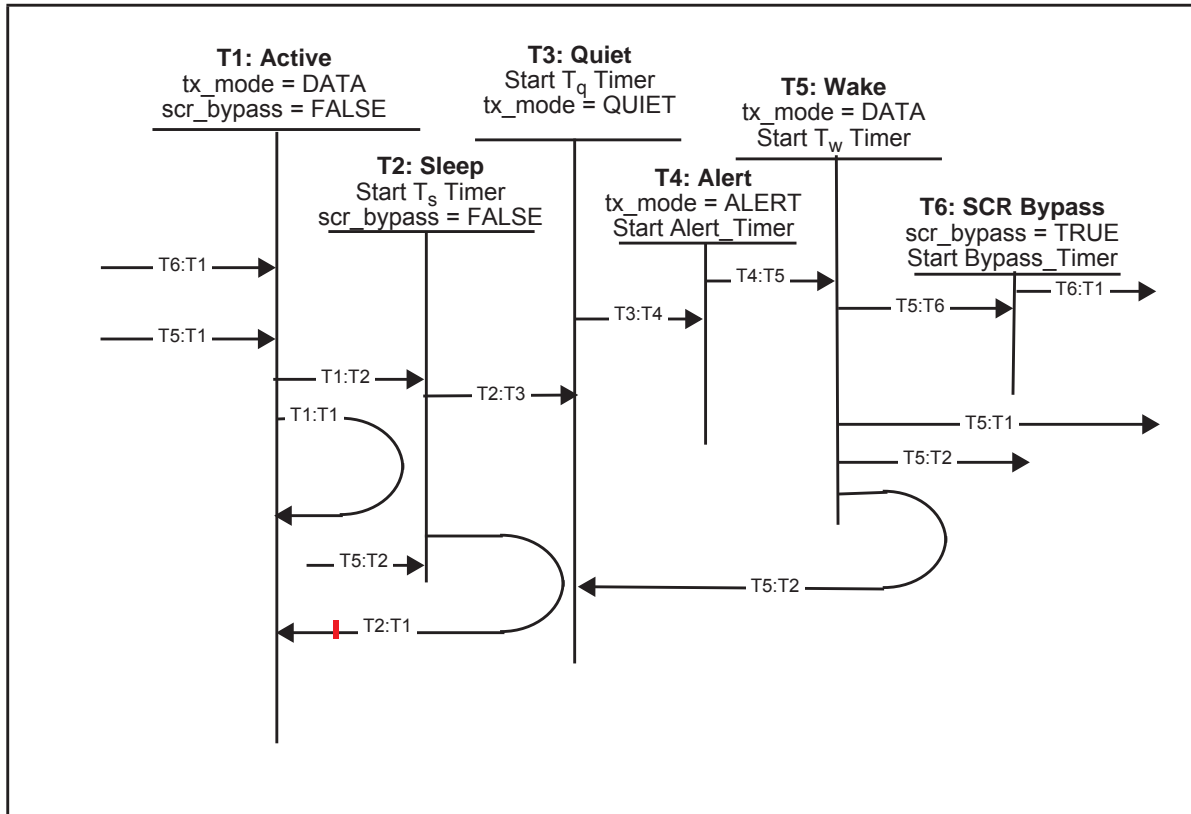 T1: Active
tx_mode = DATA
scr_bypass = FALSE
T3: Quiet
Start Tq Timer
tx_mode = QUIET
T5: Wake
tx_mode = DATA
Start Tw Timer
T2: Sleep
Start Ts Timer
scr_bypass = FALSE
T4: Alert
tx_mode = ALERT
Start Alert_Timer
T6: SCR Bypass
scr_bypass = TRUE
Start Bypass_Timer
T6:T1
T4:T5
T6:T1
T5:T6
T3:T4
T5:T1
T1:T2
T2:T3
T1:T1
T5:T1
T5:T2
T5:T2
T5:T2
T2:T1